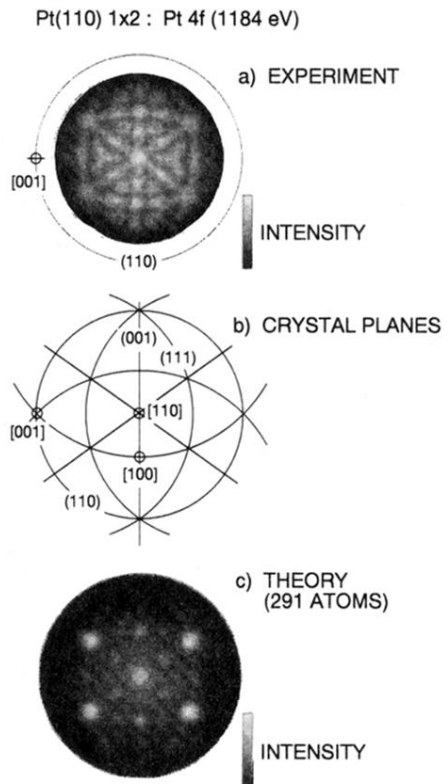 Pt(110) 1x2 : Pt 4f (1184 eV)
a) EXPERIMENT
[001]
INTENSITY
(110)
b) CRYSTAL PLANES
(001)
(111)
[110]
[001]
[100]
(110)
c) THEORY
(291 ATOMS)
INTENSITY